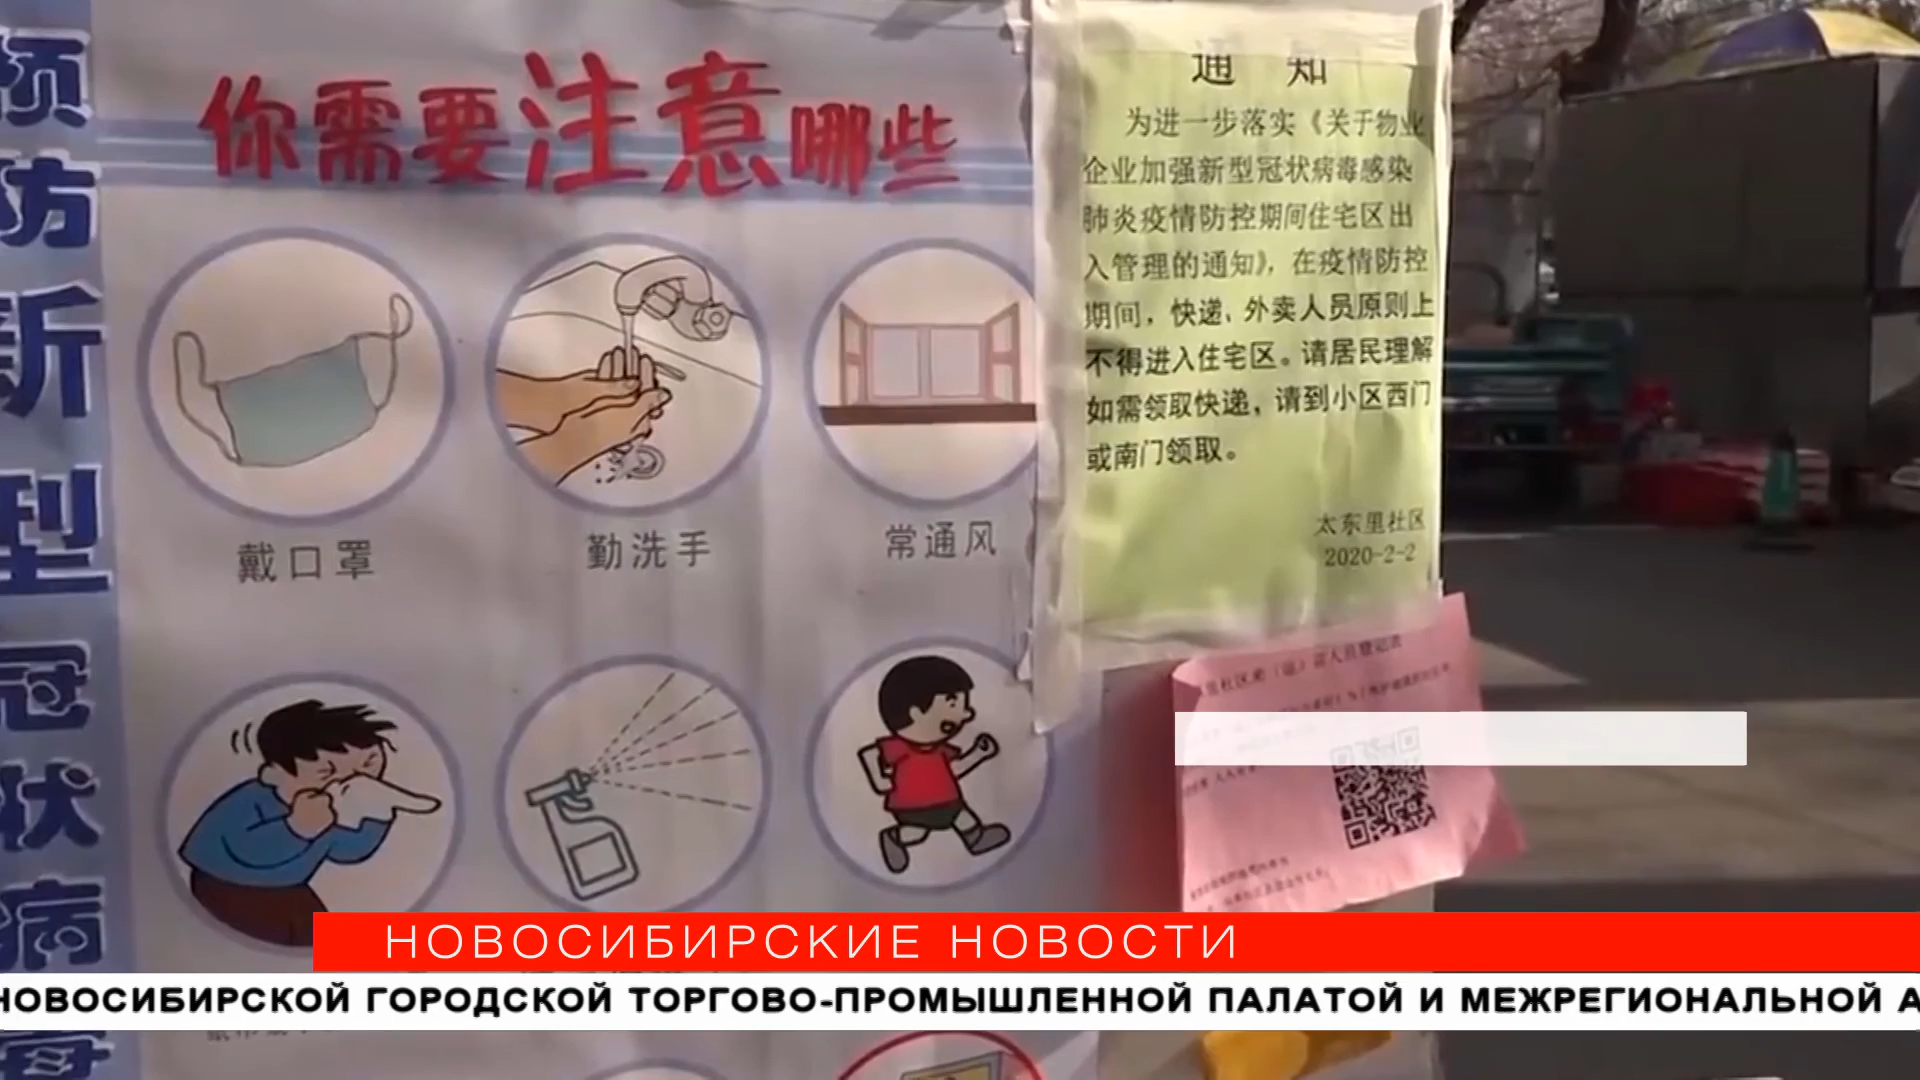 预防新型冠状病毒
你需要注意哪些
戴口罩
勤洗手
常通风
通 知
为进一步落实《关于物业
企业加强新型冠状病毒感染
肺炎疫情防控期间住宅区出
入管理的通知》，在疫情防控
期间，快递、外卖人员原则上
不得进入住宅区。请居民理解
如需领取快递，请到小区西门
或南门领取。
太东里社区
2020-2-2
НОВОСИБИРСКИЕ НОВОСТИ
НОВОСИБИРСКОЙ ГОРОДСКОЙ ТОРГОВО-ПРОМЫШЛЕННОЙ ПАЛАТОЙ И МЕЖРЕГИОНАЛЬНОЙ А